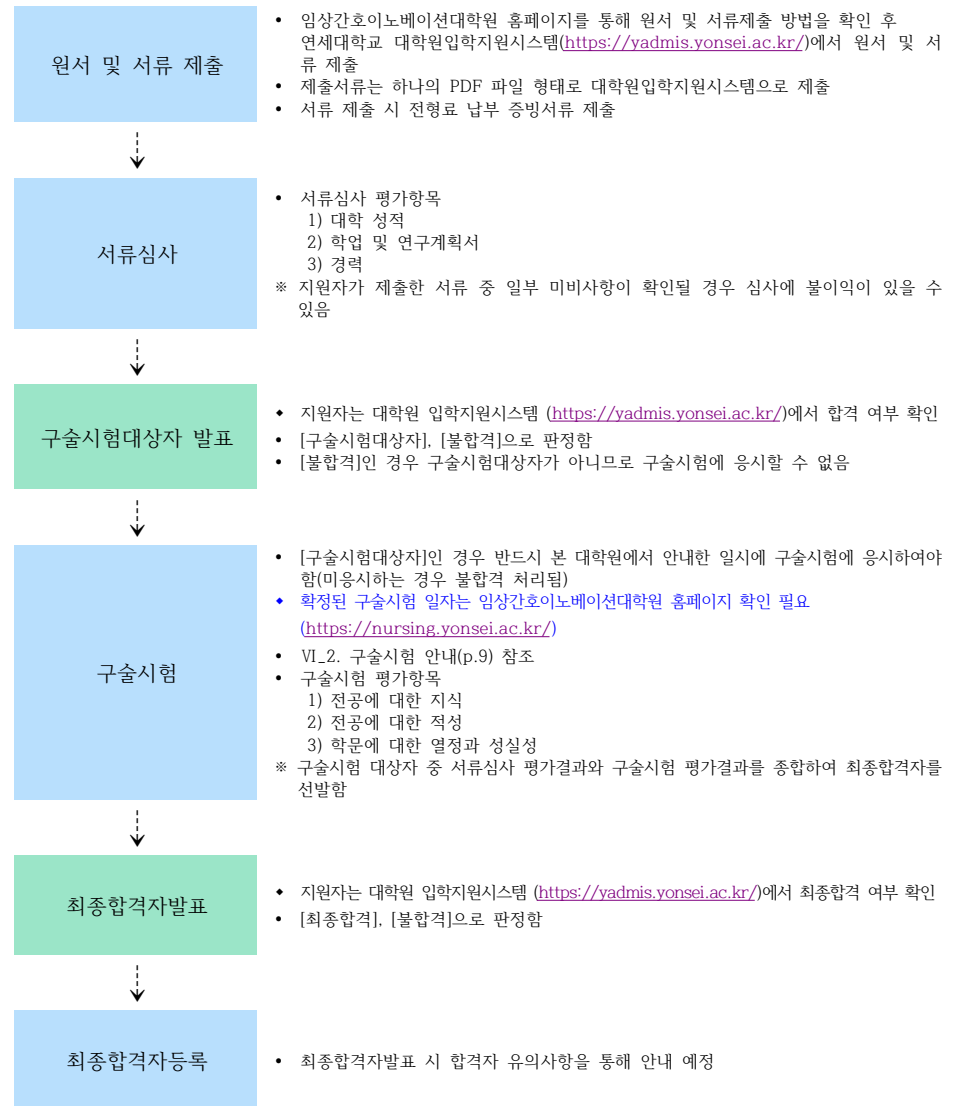 원서 및 서류 제출
• 임상간호이노베이션대학원 홈페이지를 통해 원서 및 서류제출 방법을 확인 후
연세대학교 대학원입학지원시스템(https://yadmis.yonsei.ac.kr/)에서 원서 및 서
류 제출
• 제출서류는 하나의 PDF 파일 형태로 대학원입학지원시스템으로 제출
• 서류 제출 시 전형료 납부 증빙서류 제출
서류심사
• 서류심사 평가항목
1) 대학 성적
2) 학업 및 연구계획서
3) 경력
※ 지원자가 제출한 서류 중 일부 미비사항이 확인될 경우 심사에 불이익이 있을 수
있음
구술시험대상자 발표
◆ 지원자는 대학원 입학지원시스템 (https://yadmis.yonsei.ac.kr/)에서 합격 여부 확인
• [구술시험대상자], [불합격]으로 판정함
• [불합격]인 경우 구술시험대상자가 아니므로 구술시험에 응시할 수 없음
구술시험
• [구술시험대상자]인 경우 반드시 본 대학원에서 안내한 일시에 구술시험에 응시하여야
함(미응시하는 경우 불합격 처리됨)
◆ 확정된 구술시험 일자는 임상간호이노베이션대학원 홈페이지 확인 필요
(https://nursing.yonsei.ac.kr/)
• Ⅵ_2. 구술시험 안내(p.9) 참조
• 구술시험 평가항목
1) 전공에 대한 지식
2) 전공에 대한 적성
3) 학문에 대한 열정과 성실성
※ 구술시험 대상자 중 서류심사 평가결과와 구술시험 평가결과를 종합하여 최종합격자를
선발함
최종합격자발표
◆ 지원자는 대학원 입학지원시스템 (https://yadmis.yonsei.ac.kr/)에서 최종합격 여부 확인
• [최종합격], [불합격]으로 판정함
최종합격자등록
• 최종합격자발표 시 합격자 유의사항을 통해 안내 예정